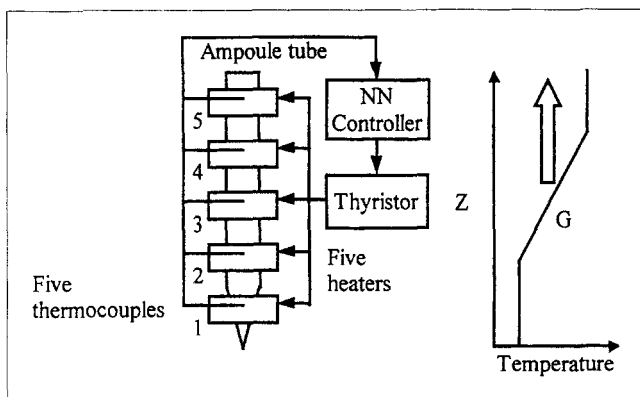 Ampoule tube
NN
Controller
Thyristor
5
4
3
2
1
Five
thermocouples
Five
heaters
Z
G
Temperature